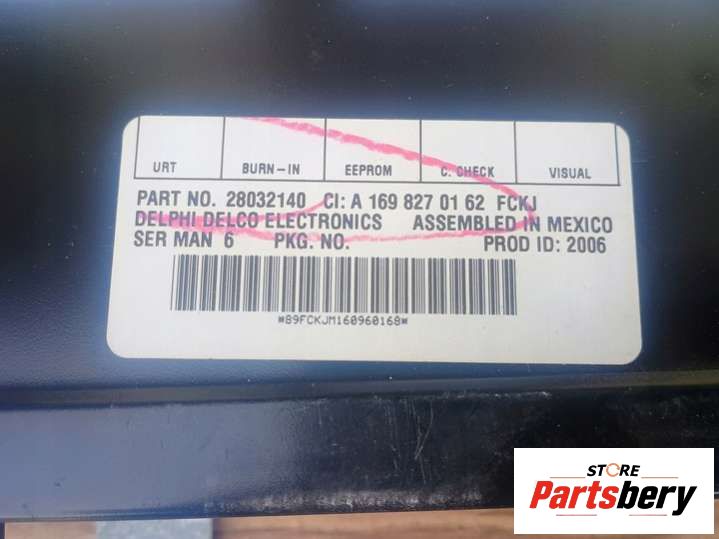 URT BURN-IN EEPROM C. CHECK VISUAL
PART NO. 28032140 CI: A 169 827 01 62 FCKJ
DELPHI DELCO ELECTRONICS ASSEMBLED IN MEXICO
SER MAN 6 PKG. NO. PROD ID: 2006
*89FCKJM160960168*
STORE
Partsbery